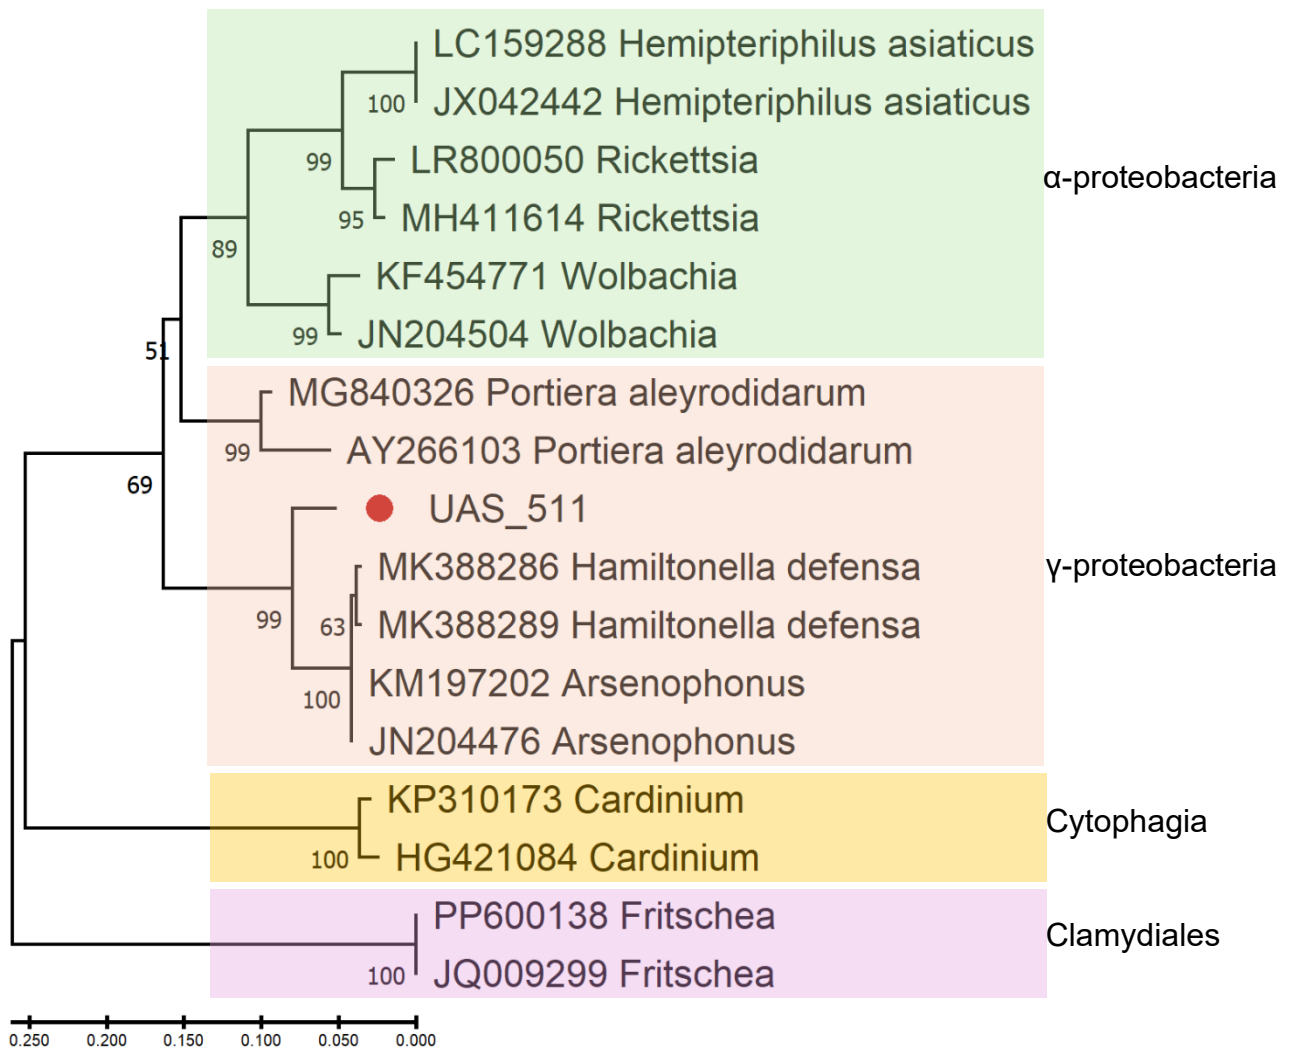 LC159288 Hemipteriphilus asiaticus
100
JX042442 Hemipteriphilus asiaticus
99
LR800050 Rickettsia
α-proteobacteria
95
MH411614 Rickettsia
89
KF454771 Wolbachia
99
JN204504 Wolbachia
51
MG840326 Portiera aleyrodidarum
99
AY266103 Portiera aleyrodidarum
69
UAS_511
MK388286 Hamiltonella defensa
γ-proteobacteria
99
63
MK388289 Hamiltonella defensa
KM197202 Arsenophonus
100
JN204476 Arsenophonus
KP310173 Cardinium
Cytophagia
100
HG421084 Cardinium
PP600138 Fritschea
Clamydiales
100
JQ009299 Fritschea
0.250 0.200 0.150 0.100 0.050 0.000